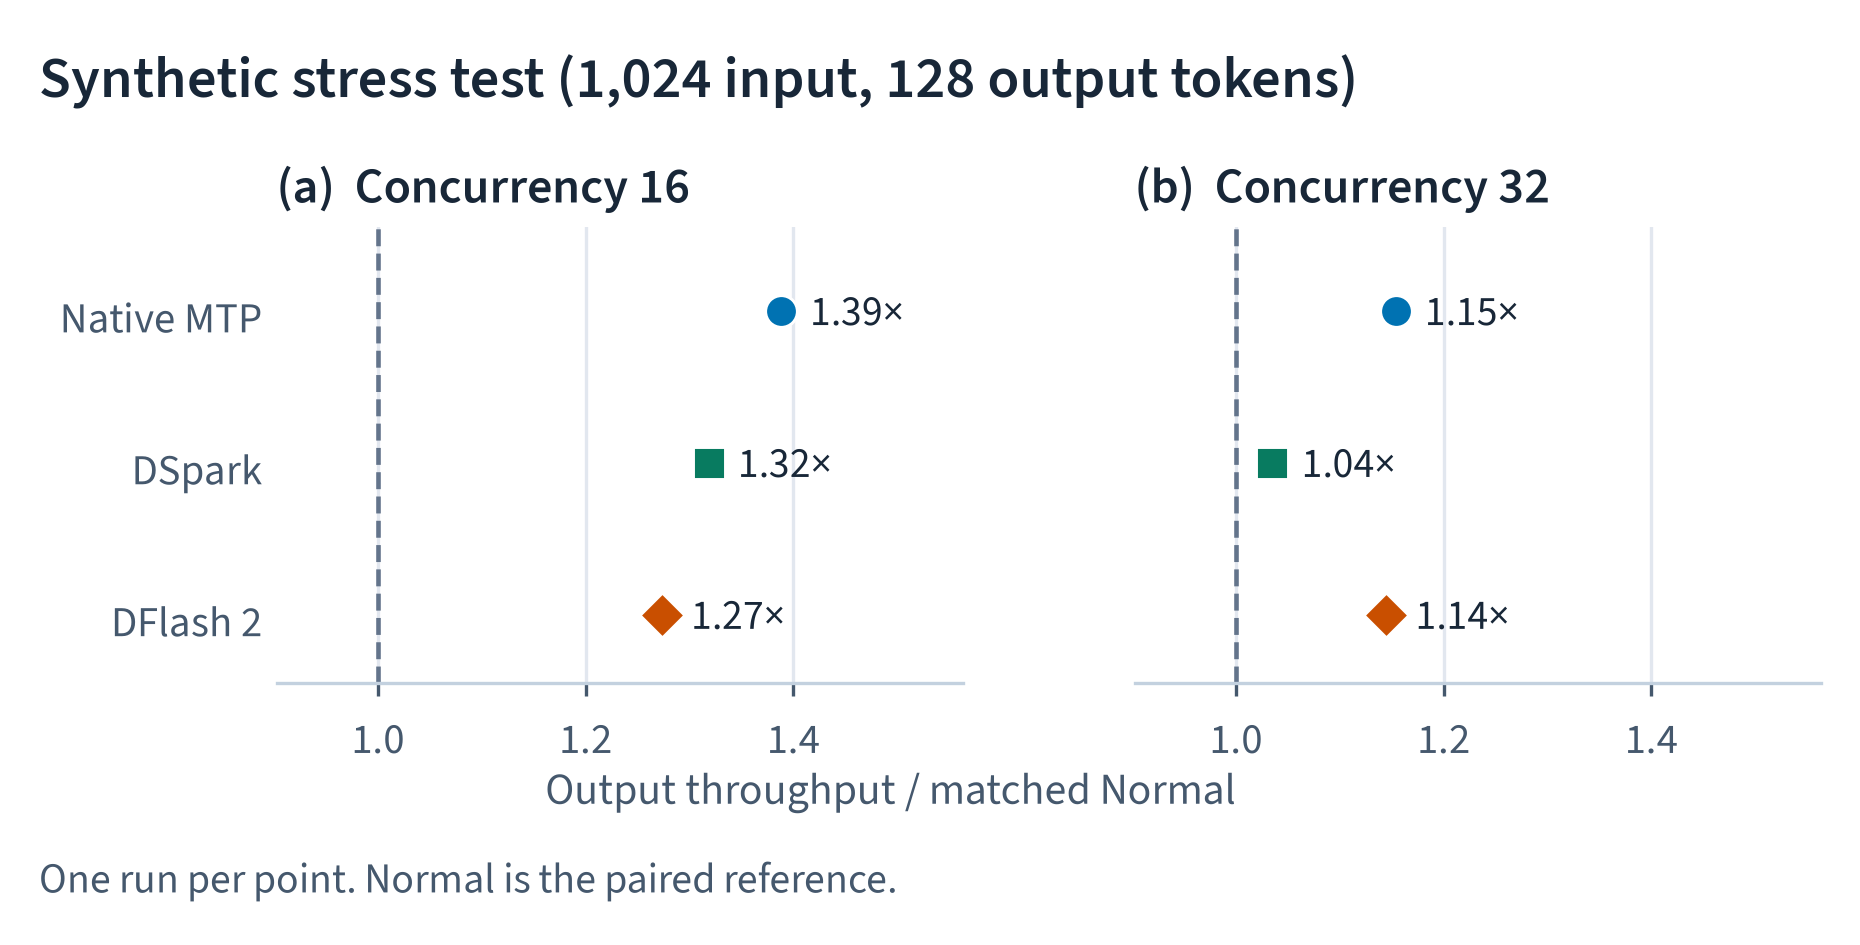 Synthetic stress test (1,024 input, 128 output tokens)
(a) Concurrency 16
(b) Concurrency 32
Native MTP
1.39×
1.15×
DSpark
1.32×
1.04×
DFlash 2
1.27×
1.14×
1.0 1.2 1.4
1.0 1.2 1.4
Output throughput / matched Normal
One run per point. Normal is the paired reference.